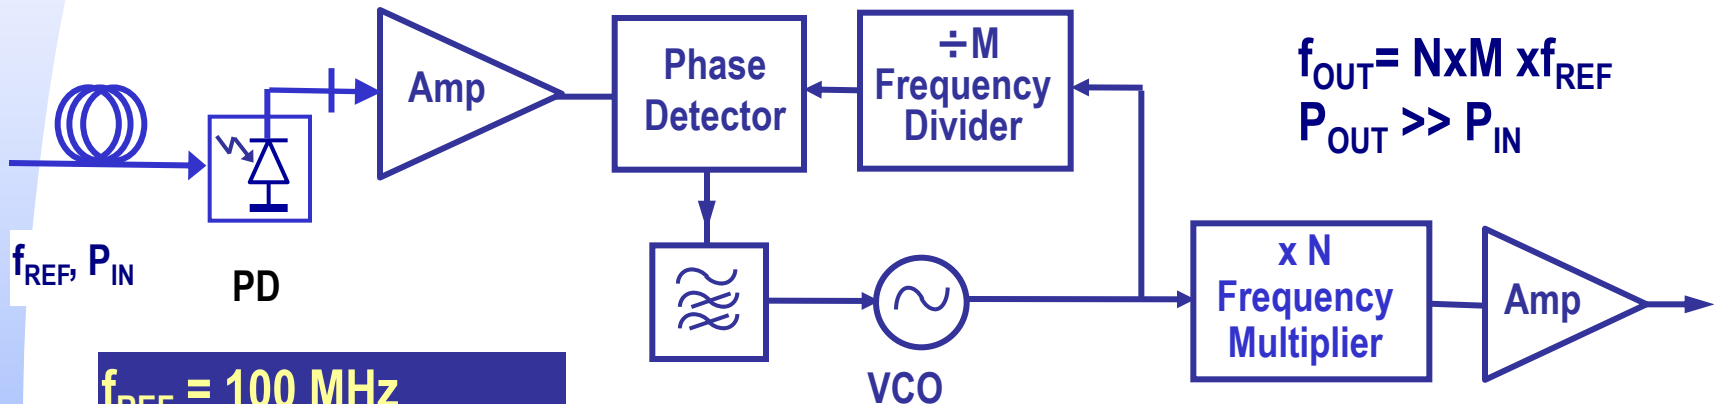 Amp
Phase
Detector
÷M
Frequency
Divider
fOUT= NxM xfREF
POUT >> PIN
fREF, PIN
PD
x N
Frequency
Multiplier
Amp
VCO
fREF = 100 MHz